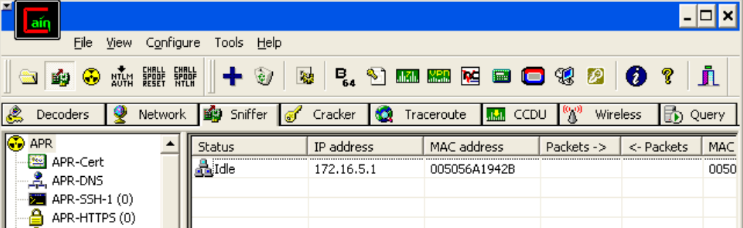 Cain
File View Configure Tools Help
NTLM AUTH CHALL SPOOF RESET CHALL SPOOF NTLM B64 VPN
Decoders Network Sniffer Cracker Traceroute CCDU Wireless Query
APR
APR-Cert
APR-DNS
APR-SSH-1 (0)
APR-HTTPS (0)
Status IP address MAC address Packets -> <- Packets MAC
Idle 172.16.5.1 005056A1942B 0050